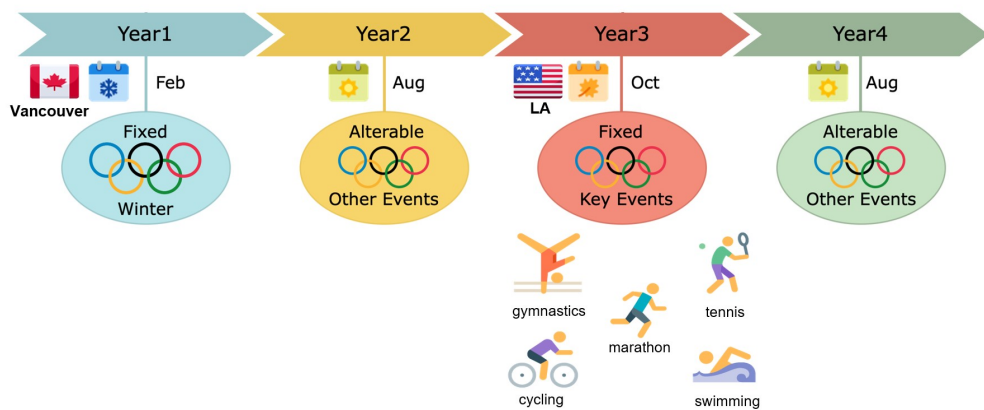 Year1
Year2
Year3
Year4
Feb
Aug
Oct
Aug
Vancouver
LA
Fixed
Winter
Alterable
Other Events
Fixed
Key Events
Alterable
Other Events
gymnastics
tennis
marathon
cycling
swimming